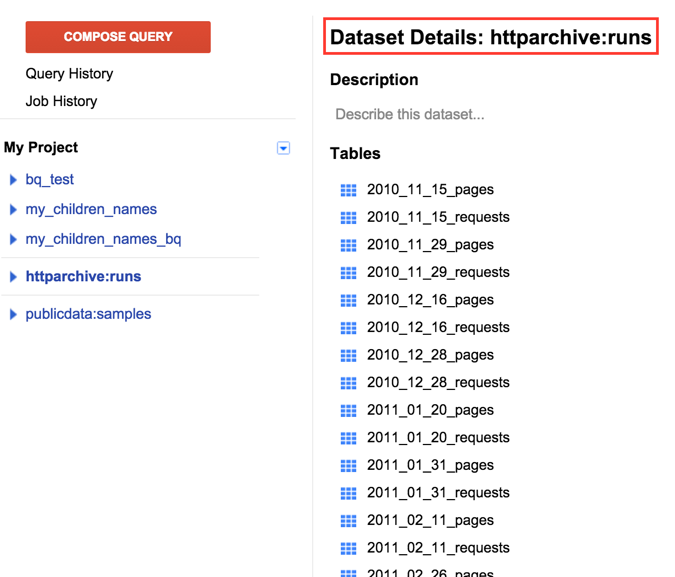 COMPOSE QUERY
Query History
Job History
My Project
bq_test
my_children_names
my_children_names_bq
httparchive:runs
publicdata:samples
Dataset Details: httparchive:runs
Description
Describe this dataset...
Tables
2010_11_15_pages
2010_11_15_requests
2010_11_29_pages
2010_11_29_requests
2010_12_16_pages
2010_12_16_requests
2010_12_28_pages
2010_12_28_requests
2011_01_20_pages
2011_01_20_requests
2011_01_31_pages
2011_01_31_requests
2011_02_11_pages
2011_02_11_requests
2011_02_26_pages